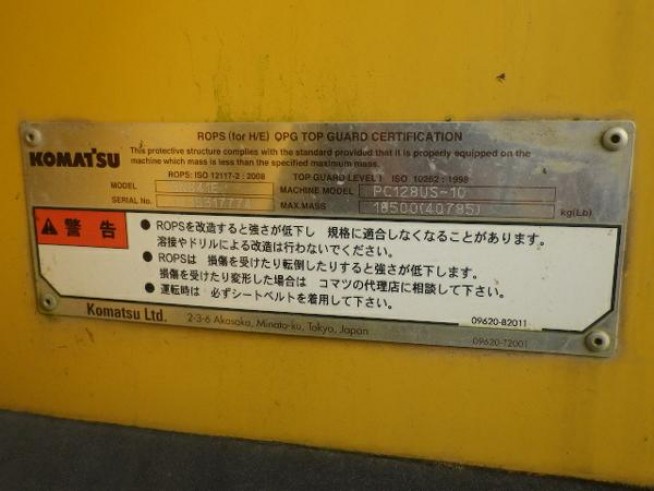 ROPS (for H/E) OPG TOP GUARD CERTIFICATION
KOMATSU
This protective structure complies with the standard provided that it is properly equipped on the
machine which mass is less than the specified maximum mass.
ROPS: ISO 12117-2 : 2008 TOP GUARD LEVEL 1 ISO 10262 : 1998
MODEL MACHINE MODEL PC128US-10
SERIAL No. MAX.MASS 18500(40785) kg(Lb)
警告
● ROPSを改造すると強さが低下し 規格に適合しなくなることがあります。
溶接やドリルによる改造は行わないでください。
● ROPSは 損傷を受けたり転倒したりすると強さが低下します。
損傷を受けたり変形した場合は コマツの代理店に相談して下さい。
● 運転時は 必ずシートベルトを着用して下さい。
09620-B2011
Komatsu Ltd. 2-3-6 Akasaka, Minato-ku, Tokyo, Japan
09620-T2001